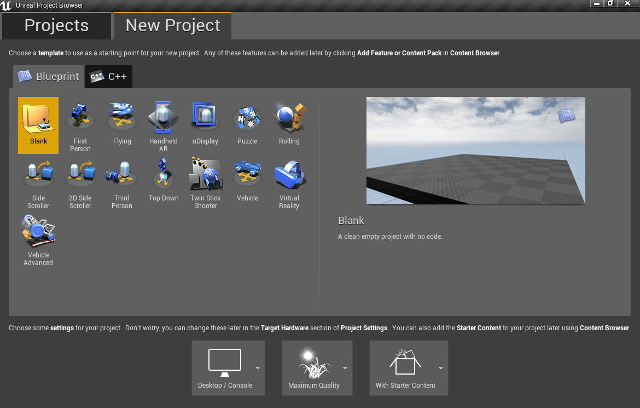 Unreal Project Browser
Projects
New Project
Choose a template to use as a starting point for your new project. Any of these features can be added later by clicking Add Feature or Content Pack in Content Browser
Blueprint
C++
Blank
First Person
Flying
Handheld AR
nDisplay
Puzzle
Rolling
Side Scroller
2D Side Scroller
Third Person
Top Down
Twin Stick Shooter
Vehicle
Virtual Reality
Vehicle Advanced
Blank
A clean empty project with no code.
Choose some settings for your project. Don't worry, you can change these later in the Target Hardware section of Project Settings. You can also add the Starter Content to your project later using Content Browser
Desktop / Console
Maximum Quality
With Starter Content